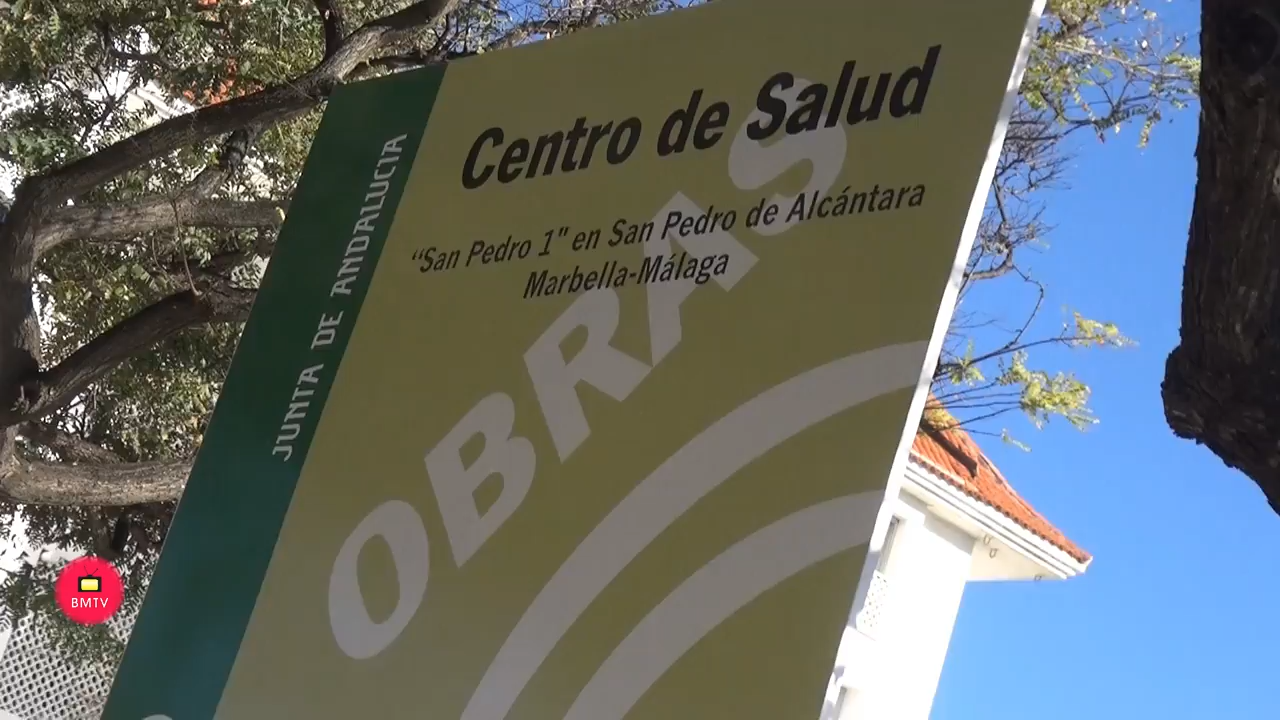 JUNTA DE ANDALUCIA
Centro de Salud
“San Pedro 1" en San Pedro de Alcántara
Marbella-Málaga
OBRAS
BMTV